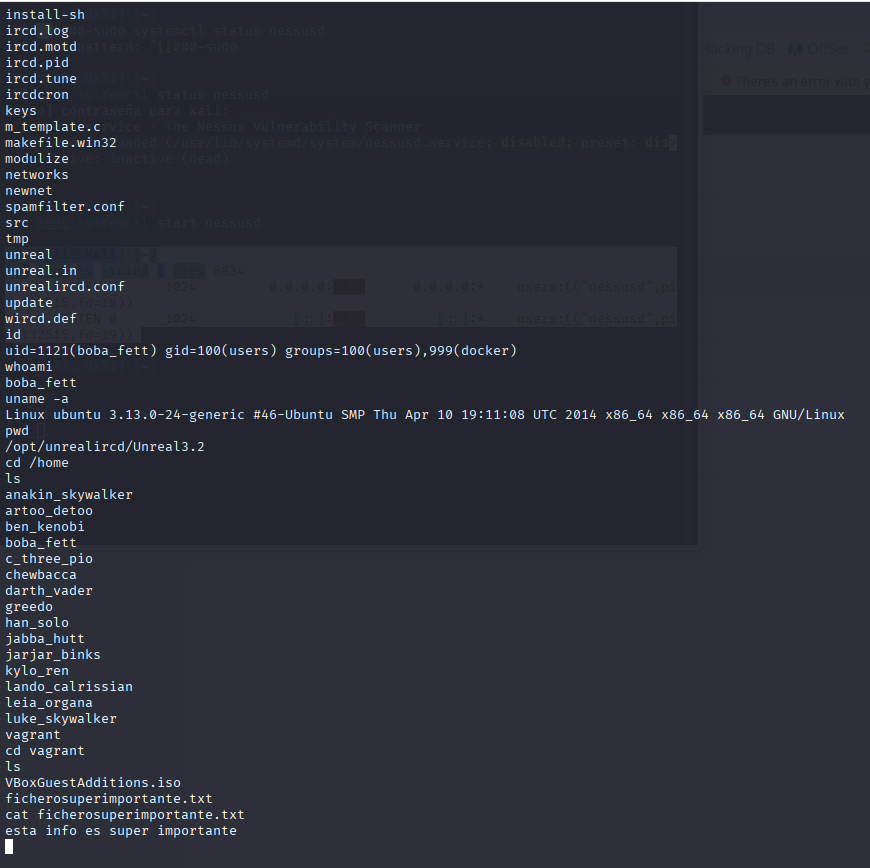 install-sh
ircd.log
ircd.motd
ircd.pid
ircd.tune
ircdcron
keys
m_template.c
makefile.win32
modulize
networks
newnet
spamfilter.conf
src
tmp
unreal
unreal.in
unrealircd.conf
update
wircd.def
id
uid=1121(boba_fett) gid=100(users) groups=100(users),999(docker)
whoami
boba_fett
uname -a
Linux ubuntu 3.13.0-24-generic #46-Ubuntu SMP Thu Apr 10 19:11:08 UTC 2014 x86_64 x86_64 x86_64 GNU/Linux
pwd
/opt/unrealircd/Unreal3.2
cd /home
ls
anakin_skywalker
artoo_detoo
ben_kenobi
boba_fett
c_three_pio
chewbacca
darth_vader
greedo
han_solo
jabba_hutt
jarjar_binks
kylo_ren
lando_calrissian
leia_organa
luke_skywalker
vagrant
cd vagrant
ls
VBoxGuestAdditions.iso
ficherosuperimportante.txt
cat ficherosuperimportante.txt
esta info es super importante